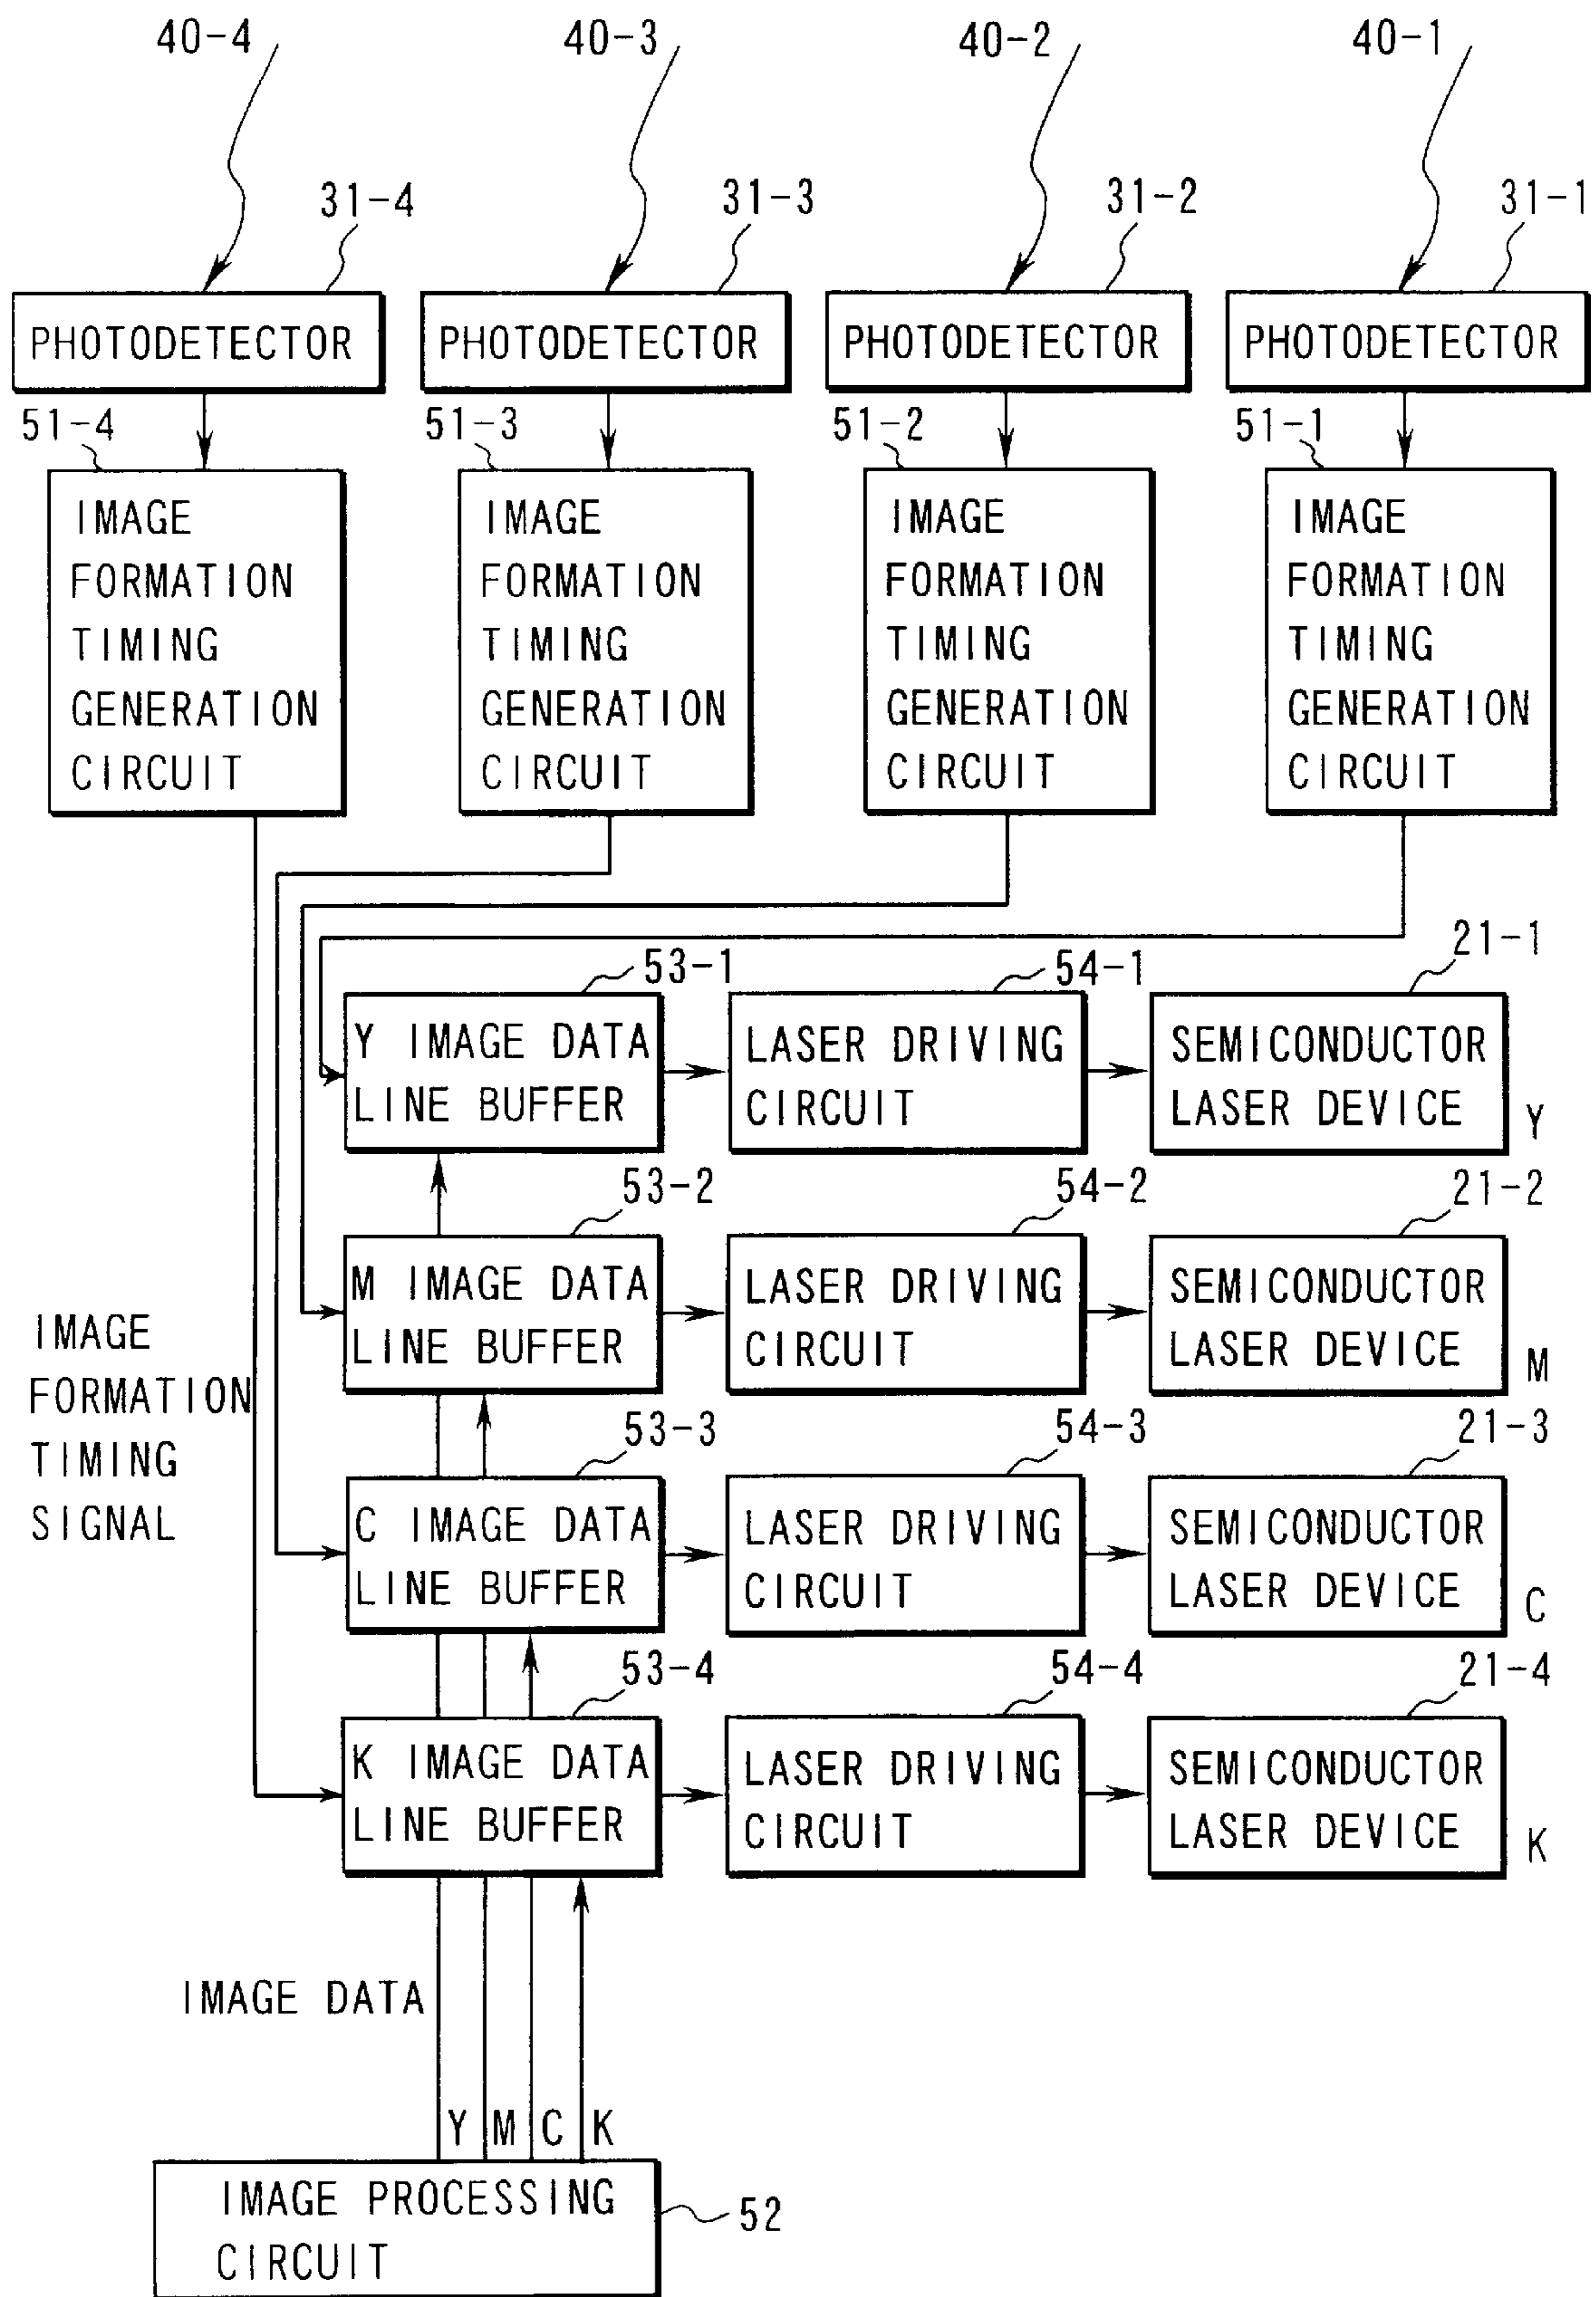 40-4
40-3
40-2
40-1
31-4
31-3
31-2
31-1
PHOTODETECTOR
PHOTODETECTOR
PHOTODETECTOR
PHOTODETECTOR
51-4
51-3
51-2
51-1
IMAGE
FORMATION
TIMING
GENERATION
CIRCUIT
IMAGE
FORMATION
TIMING
GENERATION
CIRCUIT
IMAGE
FORMATION
TIMING
GENERATION
CIRCUIT
IMAGE
FORMATION
TIMING
GENERATION
CIRCUIT
53-1
54-1
21-1
Y IMAGE DATA
LINE BUFFER
LASER DRIVING
CIRCUIT
SEMICONDUCTOR
LASER DEVICE
Y
53-2
54-2
21-2
M IMAGE DATA
LINE BUFFER
LASER DRIVING
CIRCUIT
SEMICONDUCTOR
LASER DEVICE
M
IMAGE
FORMATION
TIMING
SIGNAL
53-3
54-3
21-3
C IMAGE DATA
LINE BUFFER
LASER DRIVING
CIRCUIT
SEMICONDUCTOR
LASER DEVICE
C
53-4
54-4
21-4
K IMAGE DATA
LINE BUFFER
LASER DRIVING
CIRCUIT
SEMICONDUCTOR
LASER DEVICE
K
IMAGE DATA
Y M C K
IMAGE PROCESSING
CIRCUIT
52